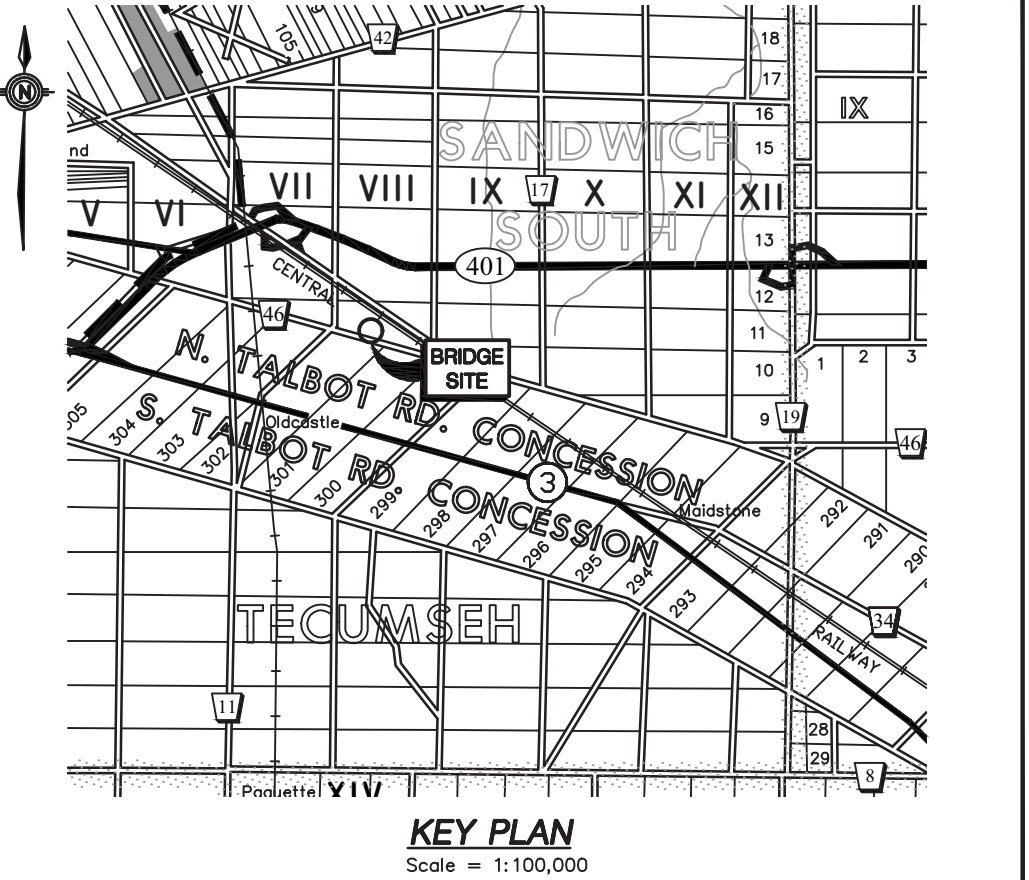 105
42
18
17
16
IX
N
SANDWICH
15
nd
VII
VIII
IX
17
X
XI
XII
V
VI
SOUTH
13
401
CENTRAL
12
46
11
N. TALBOT RD. CONCESSION
BRIDGE
SITE
10
1
2
3
9
19
46
S. TALBOT RD. CONCESSION
Oldcastle
3
Maidstone
305
304
303
302
301
300
299
298
297
296
295
294
293
292
291
290
TECUMSEH
34
RAILWAY
11
28
29
8
Paquette
XIV
KEY PLAN
Scale = 1:100,000